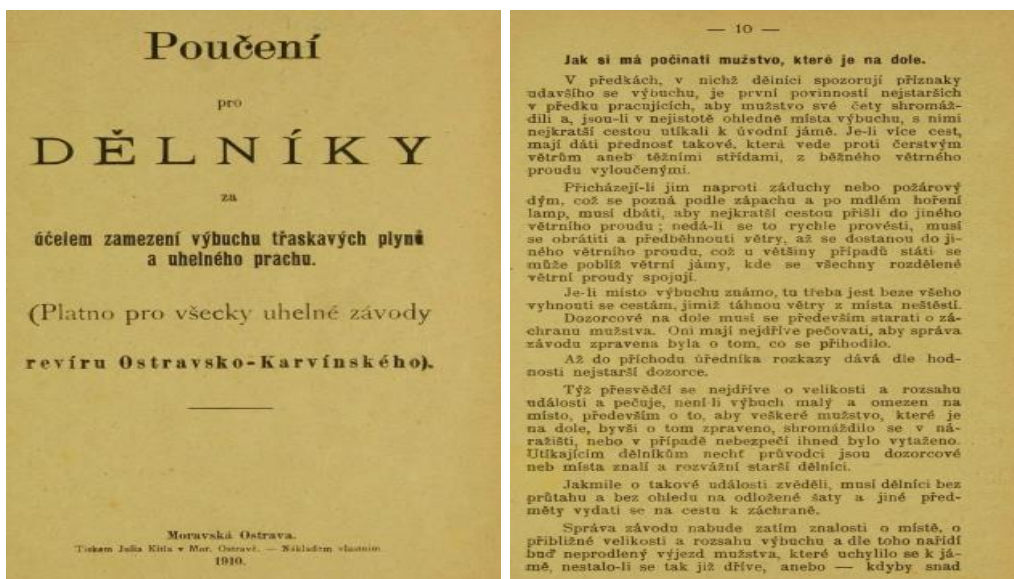 Poučení
pro
DĚLNÍKY
za
účelem zamezení výbuchu třaskavých plynů
a uhelného prachu.
(Platno pro všecky uhelné závody
revíru Ostravsko-Karvínského).
Moravská Ostrava.
Tiskem Julia Kittla v Mor. Ostravě. — Nákladem vlastním
1910.
— 10 —
Jak si má počínati mužstvo, které je na dole.
V předkách, v nichž dělníci spozorují příznaky
udavšího se výbuchu, je první povinností nejstarších
v předku pracujících, aby mužstvo své čety shromáž-
dili a, jsou-li v nejistotě ohledně místa výbuchu, s nimi
nejkratší cestou utíkali k úvodní jámě. Je-li více cest,
mají dáti přednosť takové, která vede proti čerstvým
větrům aneb těžními střídami, z běžného větrného
proudu vyloučenými.
Přicházejí-li jim naproti záduchy nebo požárový
dým, což se pozná podle zápachu a po mdlém hoření
lamp, musí dbáti, aby nejkratší cestou přišli do jiného
větrního proudu; nedá-li se to rychle provésti, musí
se obrátiti a předběhnouti větry, až se dostanou do ji-
ného větrního proudu, což u většiny případů státi se
může poblíž větrní jámy, kde se všechny rozdělené
větrní proudy spojují.
Je-li místo výbuchu známo, tu třeba jest beze všeho
vyhnouti se cestám, jimiž táhnou větry z místa neštěstí.
Dozorcové na dole musí se především starati o zá-
chranu mužstva. Oni mají nejdříve pečovati, aby správa
závodu zpravena byla o tom, co se přihodilo.
Až do příchodu úředníka rozkazy dává dle hod-
nosti nejstarší dozorce.
Týž přesvědčí se nejdříve o velikosti a rozsahu
události a pečuje, není-li výbuch malý a omezen na
místo, především o to, aby veškeré mužstvo, které je
na dole, byvši o tom zpraveno, shromáždilo se v ná-
ražišti, nebo v případě nebezpečí ihned bylo vytaženo.
Utíkajícím dělníkům nechť průvodci jsou dozorcové
neb místa znalí a rozvážní starší dělníci.
Jakmile o takové události zvěděli, musí dělníci bez
průtahu a bez ohledu na odložené šaty a jiné před-
měty vydati se na cestu k záchraně.
Správa závodu nabude zatím znalosti o místě, o
přibližné velikosti a rozsahu výbuchu a dle toho nařídí
buď neprodlený výjezd mužstva, které uchýlilo se k já-
mě, nestalo-li se tak již dříve, anebo — kdyby snad